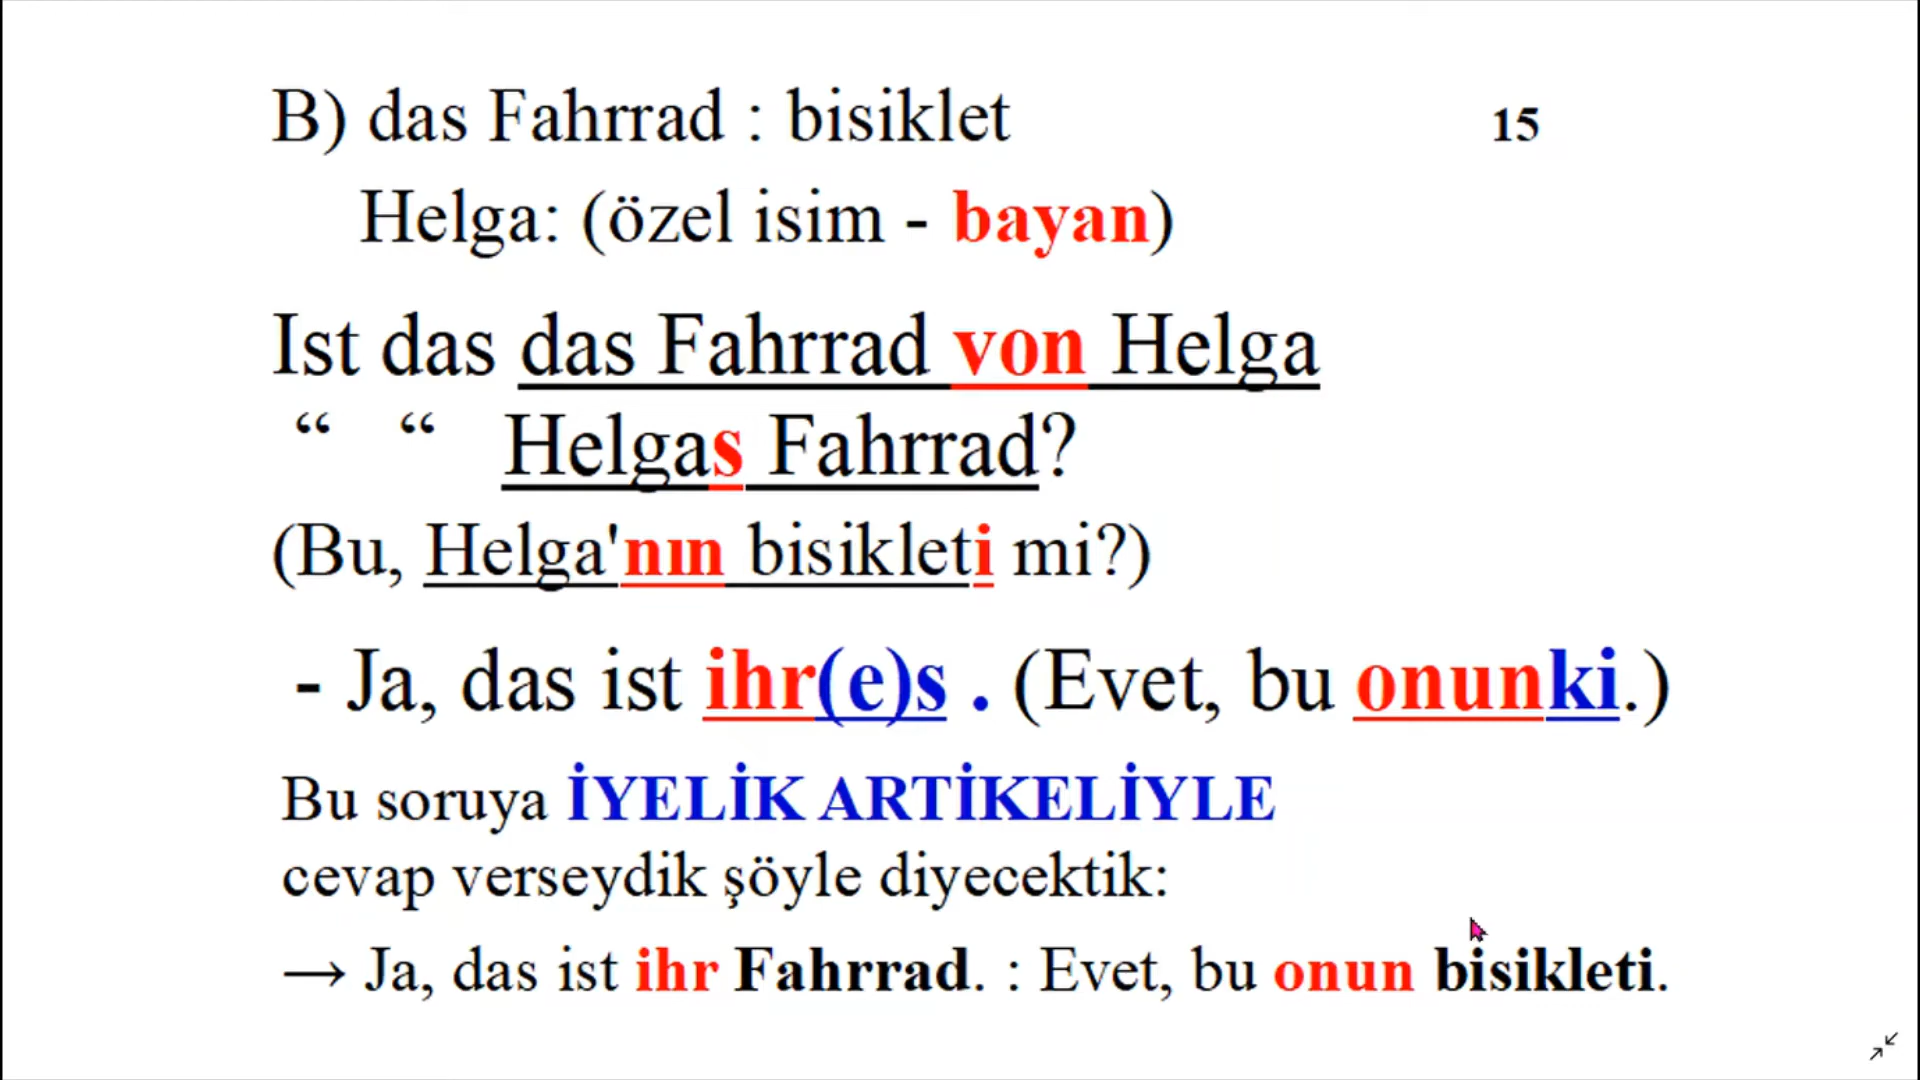 B) das Fahrrad : bisiklet 15
Helga: (özel isim - bayan)
Ist das das Fahrrad von Helga
“ “ Helgas Fahrrad?
(Bu, Helga'nın bisikleti mi?)
- Ja, das ist ihr(e)s . (Evet, bu onunki.)
Bu soruya İYELİK ARTİKELİYLE
cevap verseydik şöyle diyecektik:
→ Ja, das ist ihr Fahrrad. : Evet, bu onun bisikleti.